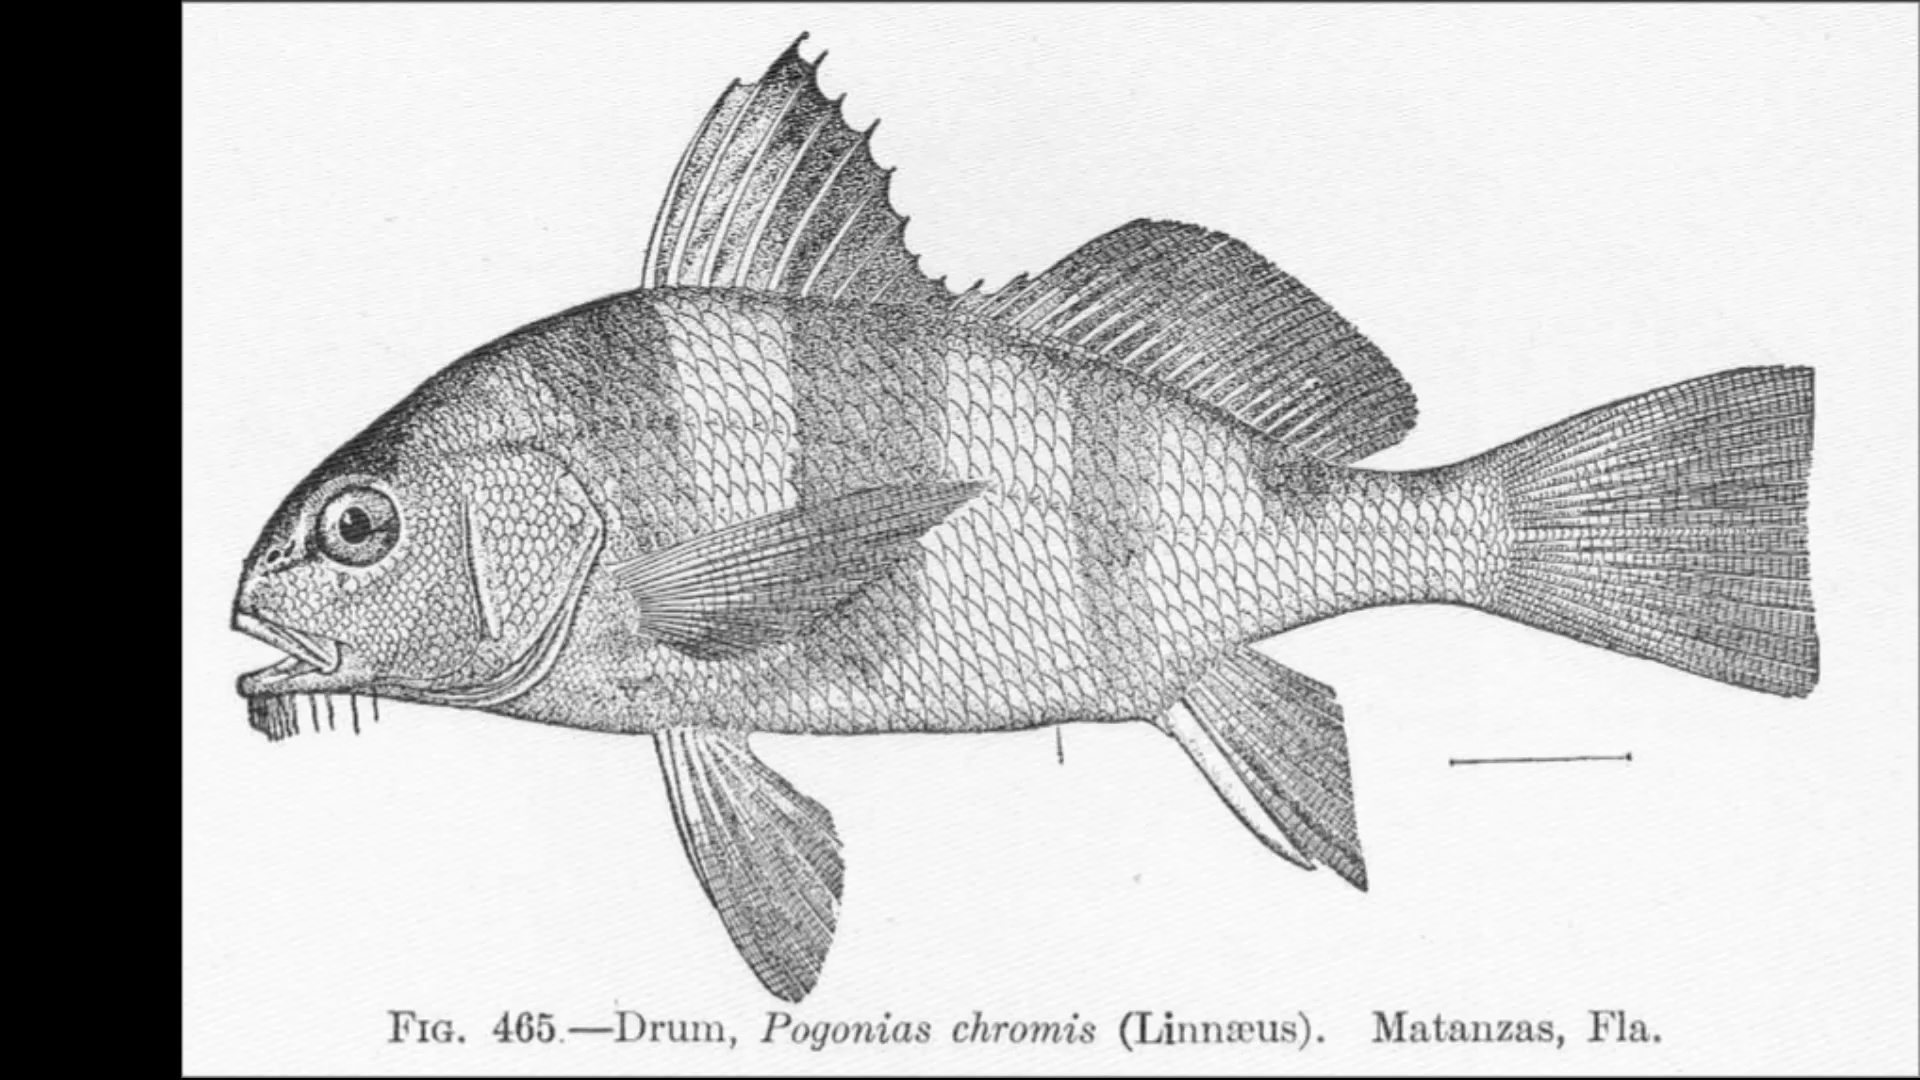 FIG. 465.—Drum, Pogonias chromis (Linnæus). Matanzas, Fla.